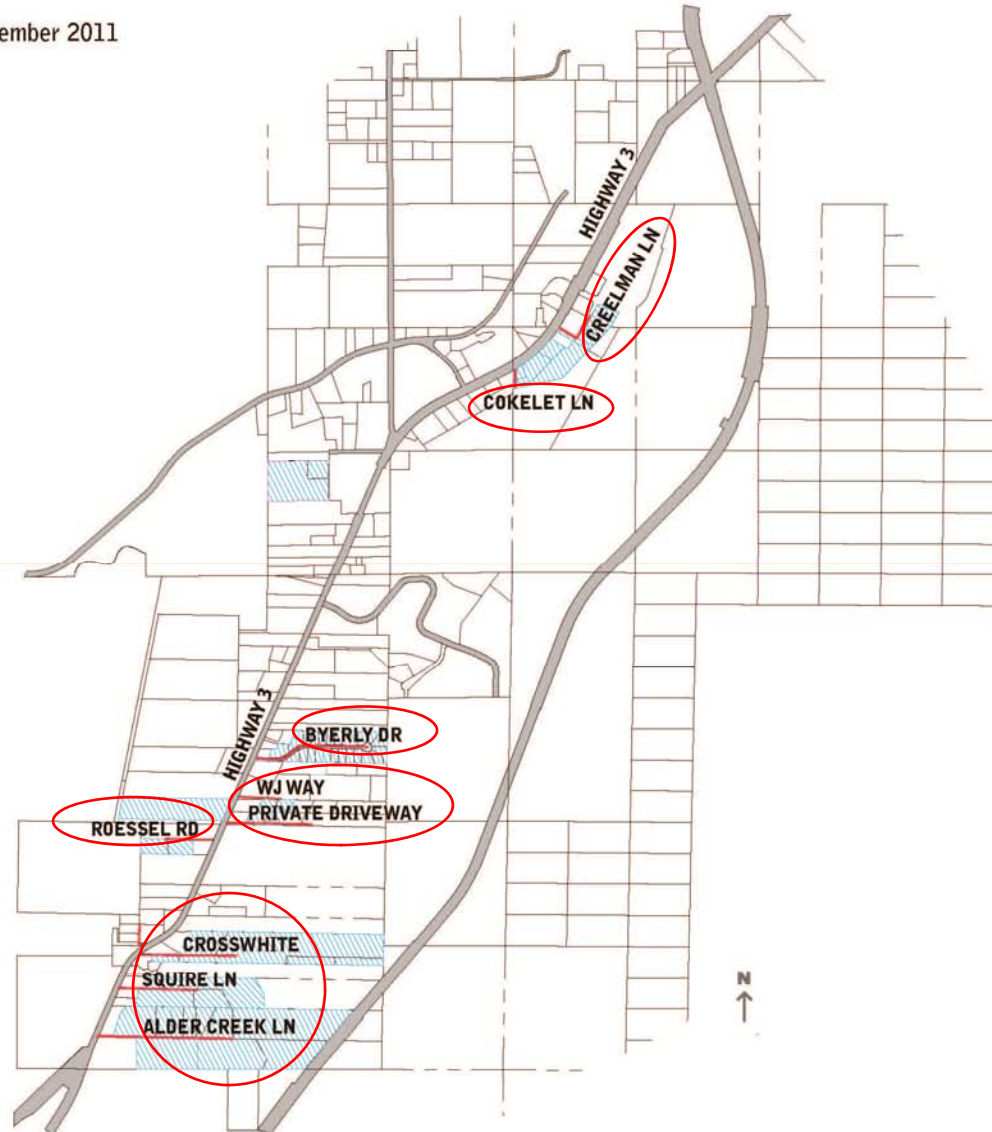 ember 2011
HIGHWAY 3
CREELMAN LN
COKELET LN
HIGHWAY 3
BYERLY DR
WJ WAY
PRIVATE DRIVEWAY
ROESSEL RD
CROSSWHITE
SQUIRE LN
ALDER CREEK LN
N